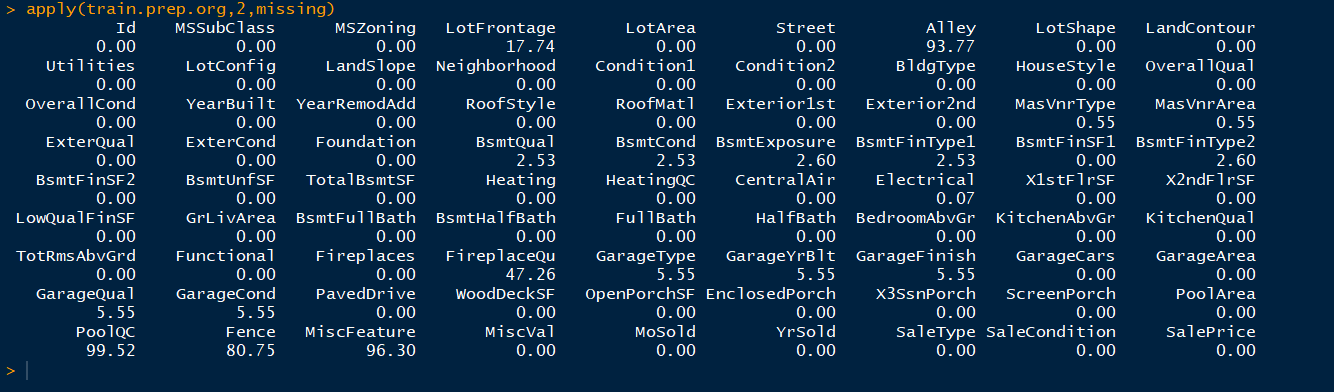 > apply(train.prep.org,2,missing)
Id MSSubClass MSZoning LotFrontage LotArea Street Alley LotShape LandContour
0.00 0.00 0.00 17.74 0.00 0.00 93.77 0.00 0.00
Utilities LotConfig LandSlope Neighborhood Condition1 Condition2 BldgType HouseStyle OverallQual
0.00 0.00 0.00 0.00 0.00 0.00 0.00 0.00 0.00
OverallCond YearBuilt YearRemodAdd RoofStyle RoofMatl Exterior1st Exterior2nd MasVnrType MasVnrArea
0.00 0.00 0.00 0.00 0.00 0.00 0.00 0.55 0.55
ExterQual ExterCond Foundation BsmtQual BsmtCond BsmtExposure BsmtFinType1 BsmtFinSF1 BsmtFinType2
0.00 0.00 0.00 2.53 2.53 2.60 2.53 0.00 2.60
BsmtFinSF2 BsmtUnfSF TotalBsmtSF Heating HeatingQC CentralAir Electrical X1stFlrSF X2ndFlrSF
0.00 0.00 0.00 0.00 0.00 0.00 0.07 0.00 0.00
LowQualFinSF GrLivArea BsmtFullBath BsmtHalfBath FullBath HalfBath BedroomAbvGr KitchenAbvGr KitchenQual
0.00 0.00 0.00 0.00 0.00 0.00 0.00 0.00 0.00
TotRmsAbvGrd Functional Fireplaces FireplaceQu GarageType GarageYrBlt GarageFinish GarageCars GarageArea
0.00 0.00 0.00 47.26 5.55 5.55 5.55 0.00 0.00
GarageQual GarageCond PavedDrive WoodDeckSF OpenPorchSF EnclosedPorch X3SsnPorch ScreenPorch PoolArea
5.55 5.55 0.00 0.00 0.00 0.00 0.00 0.00 0.00
PoolQC Fence MiscFeature MiscVal MoSold YrSold SaleType SaleCondition SalePrice
99.52 80.75 96.30 0.00 0.00 0.00 0.00 0.00 0.00
>